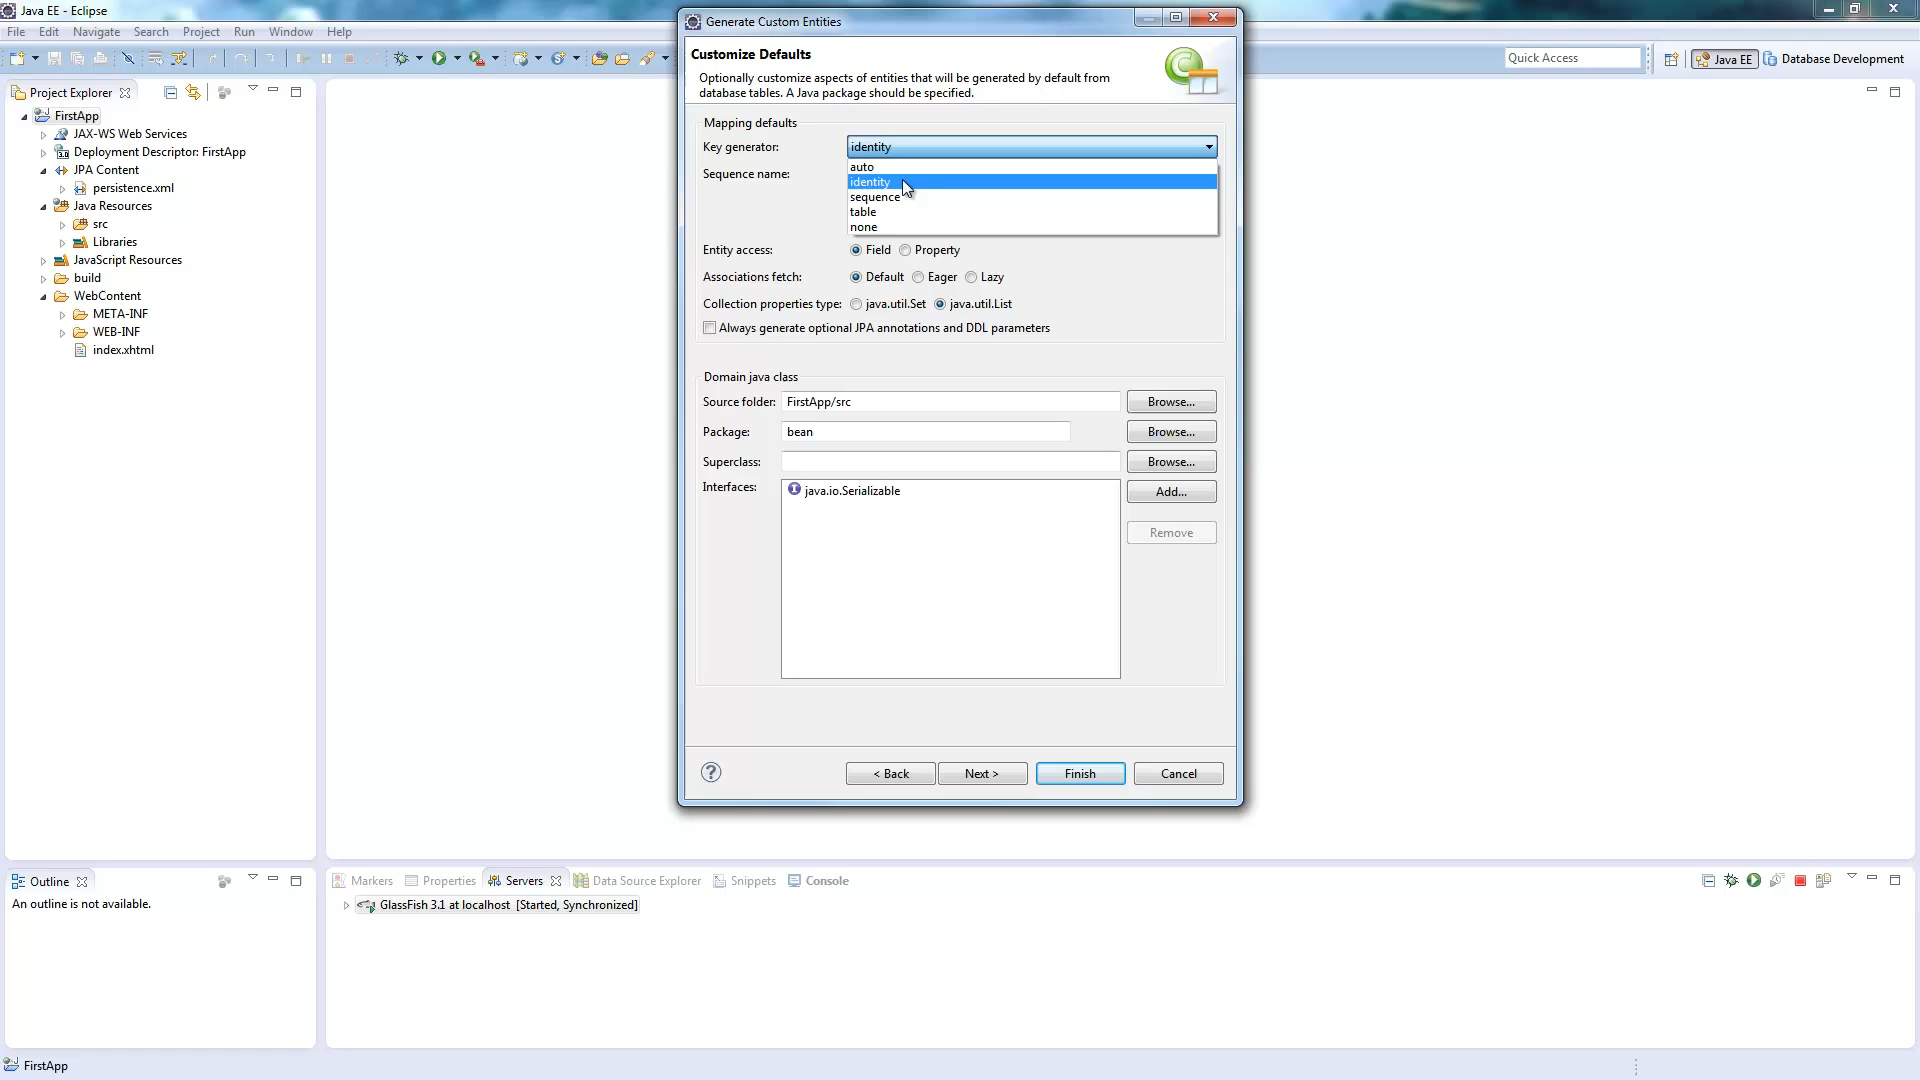 Java EE - Eclipse
File Edit Navigate Search Project Run Window Help
Quick Access
Java EE
Database Development
Project Explorer
FirstApp
JAX-WS Web Services
Deployment Descriptor: FirstApp
JPA Content
persistence.xml
Java Resources
src
Libraries
JavaScript Resources
build
WebContent
META-INF
WEB-INF
index.xhtml
Generate Custom Entities
Customize Defaults
Optionally customize aspects of entities that will be generated by default from
database tables. A Java package should be specified.
Mapping defaults
Key generator: identity
auto
Sequence name:
identity
sequence
table
none
Entity access: Field Property
Associations fetch: Default Eager Lazy
Collection properties type: java.util.Set java.util.List
Always generate optional JPA annotations and DDL parameters
Domain java class
Source folder: FirstApp/src Browse...
Package: bean Browse...
Superclass: Browse...
Interfaces: java.io.Serializable Add...
Remove
? < Back Next > Finish Cancel
Outline
An outline is not available.
Markers Properties Servers Data Source Explorer Snippets Console
GlassFish 3.1 at localhost [Started, Synchronized]
FirstApp